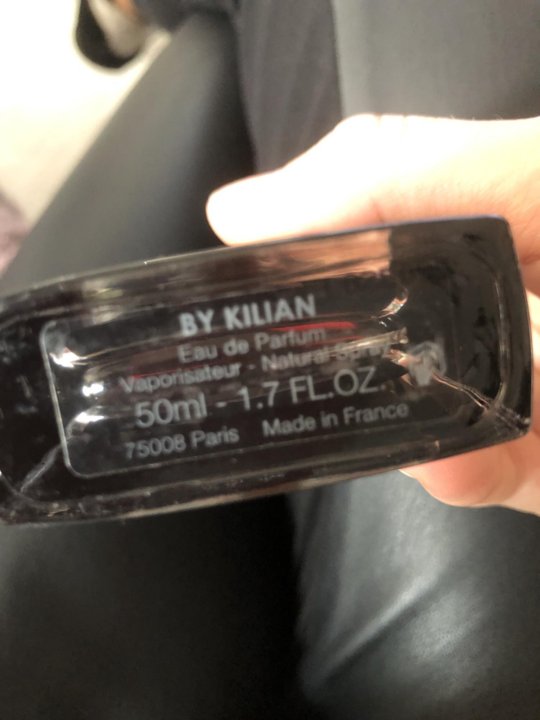 BY KILIAN
Eau de Parfum
Vaporisateur - Natural Spray
50ml - 1.7 FL.OZ.
75008 Paris Made in France